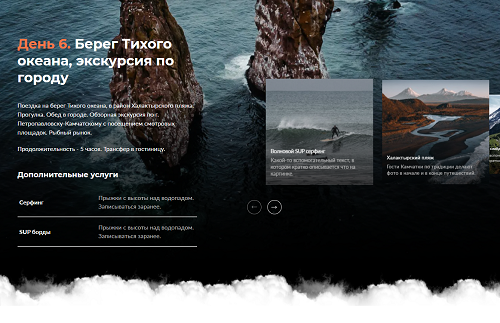 День 6. Берег Тихого
океана, экскурсия по
городу
Поездка на берег Тихого океана, в район Халактырского пляжа.
Прогулка. Обед в городе. Обзорная экскурсия по г.
Петропавловску-Камчатскому с посещением смотровых
площадок. Рыбный рынок.
Продолжительность - 5 часов. Трансфер в гостиницу.
Дополнительные услуги
Серфинг
Прыжки с высоты над водопадом.
Записываться заранее.
SUP борды
Прыжки с высоты над водопадом.
Записываться заранее.
Волновой SUP серфинг
Какой-то вспомогательный текст, в
котором кратко описывается что на
картинке.
Халактырский пляж
Гости Камчатки по традиции делают
фото в начале и в конце путешествий.